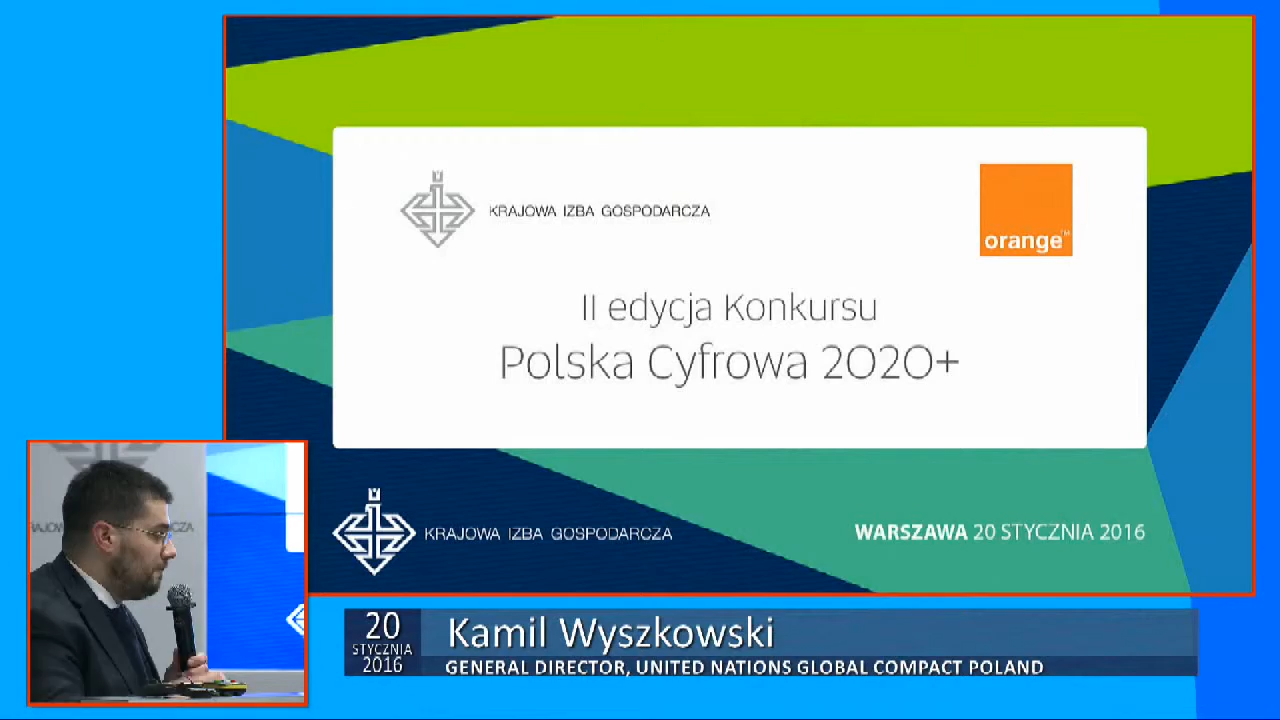 KRAJOWA IZBA GOSPODARCZA
orange™
II edycja Konkursu
Polska Cyfrowa 2020+
KRAJOWA IZBA GOSPODARCZA
WARSZAWA 20 STYCZNIA 2016
20
STYCZNIA
2016
Kamil Wyszkowski
GENERAL DIRECTOR, UNITED NATIONS GLOBAL COMPACT POLAND